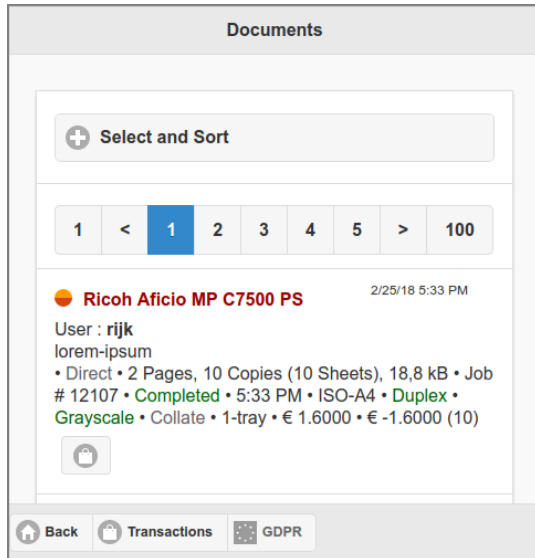 Documents
Select and Sort
1 < 1 2 3 4 5 > 100
Ricoh Aficio MP C7500 PS 2/25/18 5:33 PM
User : rijk
lorem-ipsum
• Direct • 2 Pages, 10 Copies (10 Sheets), 18,8 kB • Job
# 12107 • Completed • 5:33 PM • ISO-A4 • Duplex •
Grayscale • Collate • 1-tray • € 1.6000 • € -1.6000 (10)
Back Transactions GDPR